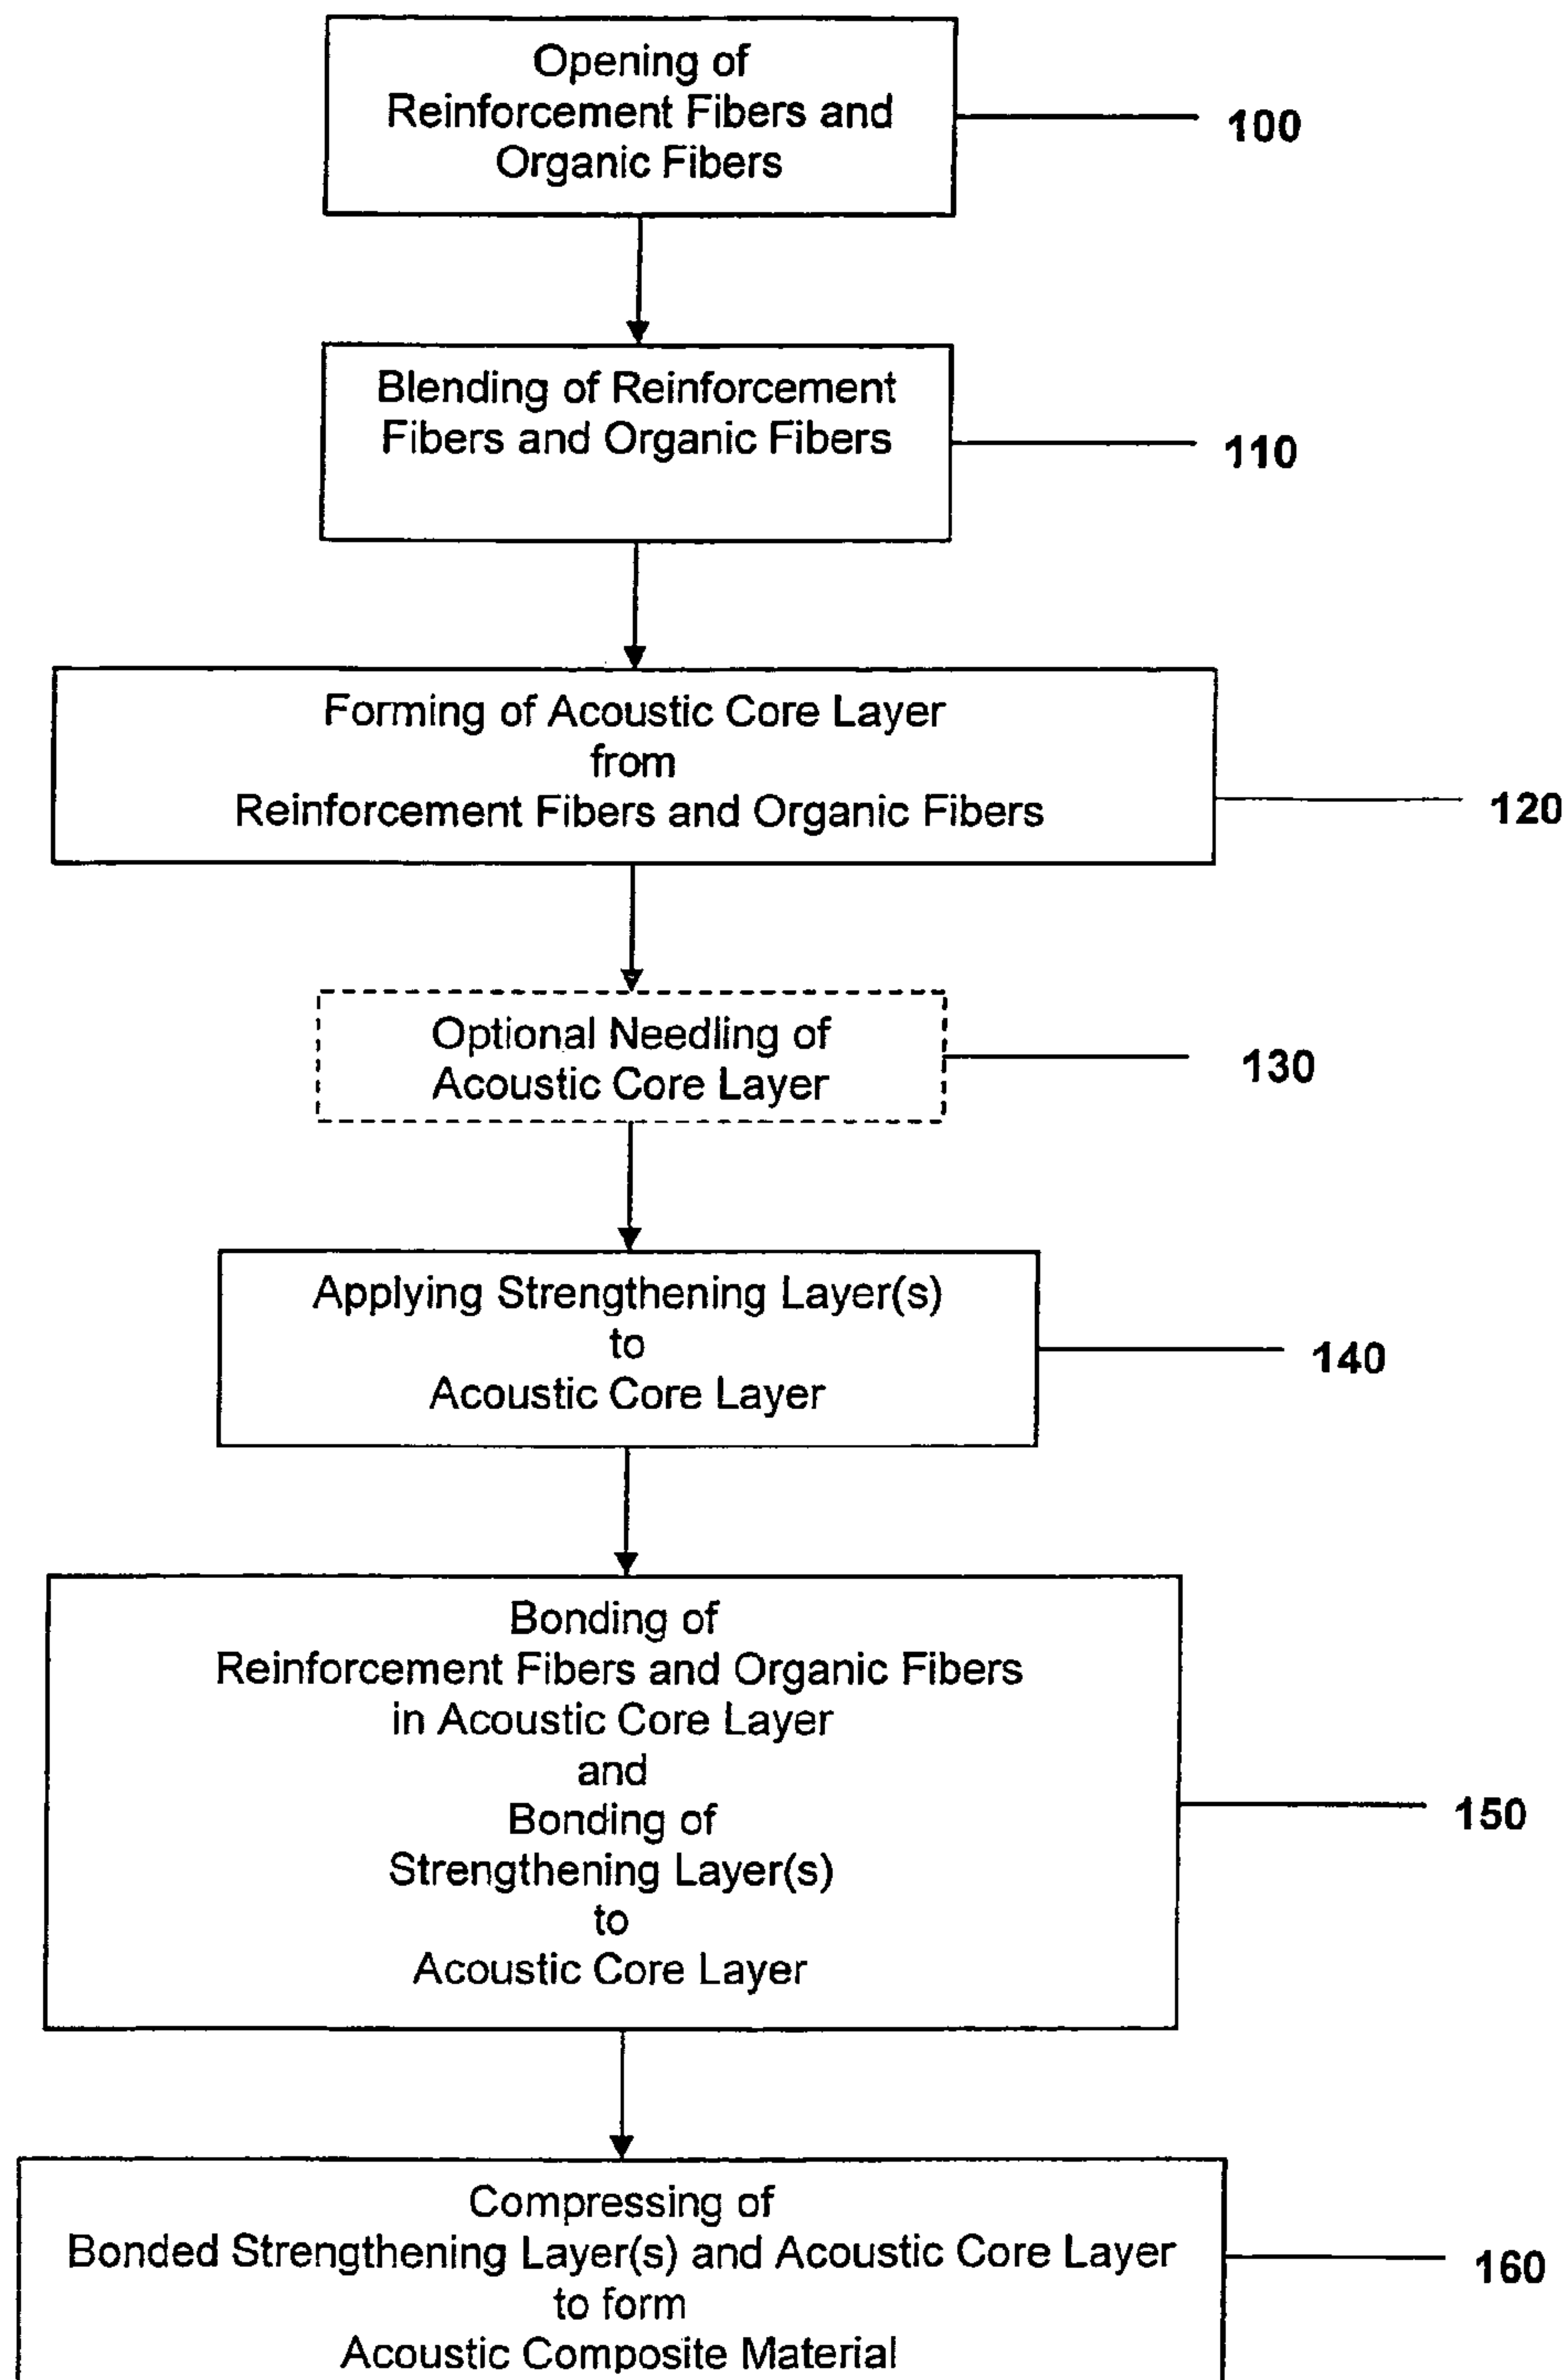 Opening of
Reinforcement Fibers and
Organic Fibers
100
Blending of Reinforcement
Fibers and Organic Fibers
110
Forming of Acoustic Core Layer
from
Reinforcement Fibers and Organic Fibers
120
Optional Needling of
Acoustic Core Layer
130
Applying Strengthening Layer(s)
to
Acoustic Core Layer
140
Bonding of
Reinforcement Fibers and Organic Fibers
in Acoustic Core Layer
and
Bonding of
Strengthening Layer(s)
to
Acoustic Core Layer
150
Compressing of
Bonded Strengthening Layer(s) and Acoustic Core Layer
to form
Acoustic Composite Material
160